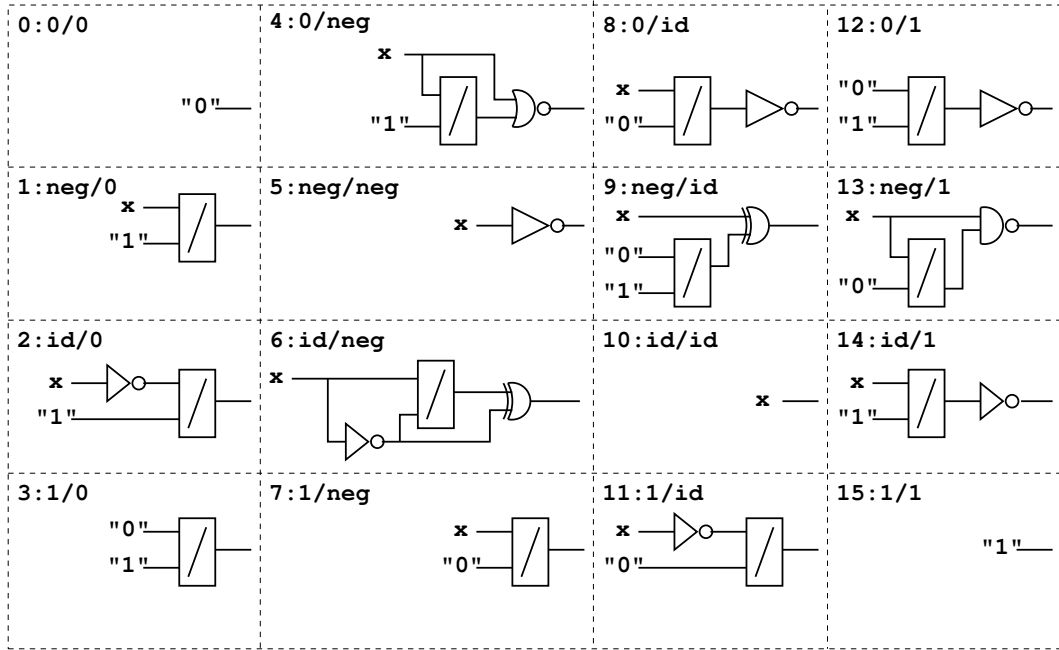 0:0/0
"0"
4:0/neg
x
"1"
8:0/id
x
"0"
12:0/1
"0"
"1"
1:neg/0
x
"1"
5:neg/neg
x
9:neg/id
x
"0"
"1"
13:neg/1
x
"0"
2:id/0
x
"1"
6:id/neg
x
10:id/id
x
14:id/1
x
"1"
3:1/0
"0"
"1"
7:1/neg
x
"0"
11:1/id
x
"0"
15:1/1
"1"